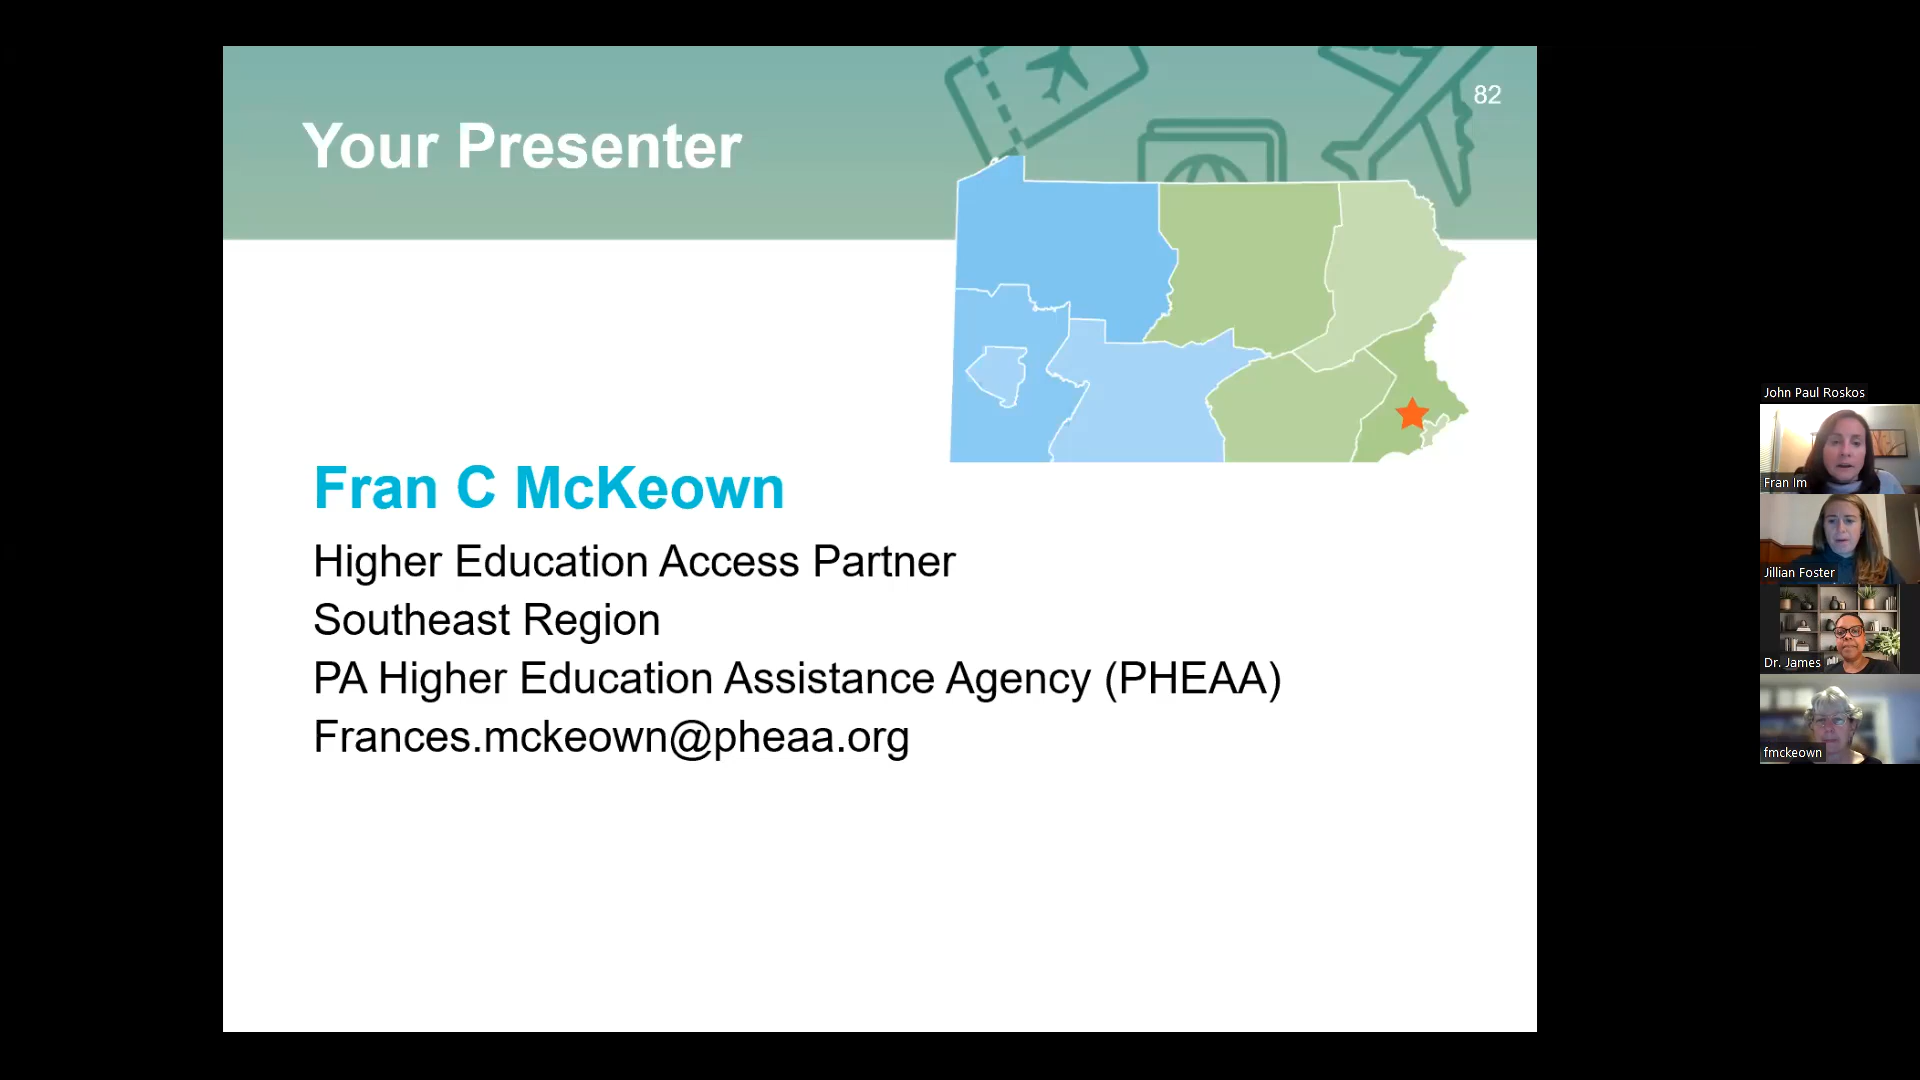 82
Your Presenter
Fran C McKeown
Higher Education Access Partner
Southeast Region
PA Higher Education Assistance Agency (PHEAA)
Frances.mckeown@pheaa.org
John Paul Roskos
Fran Im
Jillian Foster
Dr. James
fmckeown